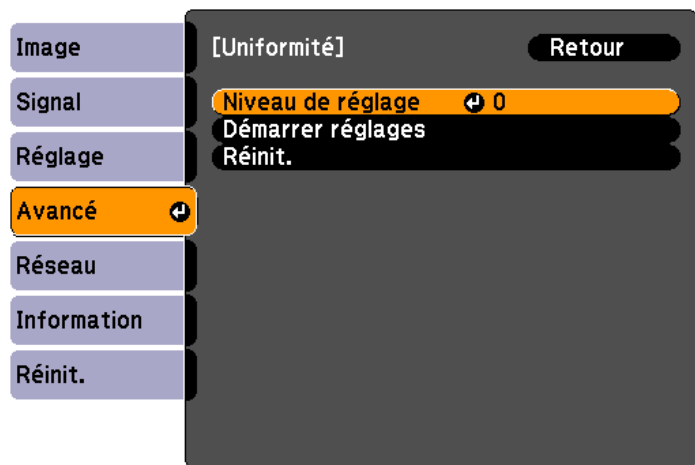 Image
Signal
Réglage
Avancé
Réseau
Information
Réinit.
[Uniformité] Retour
Niveau de réglage 0
Démarrer réglages
Réinit.